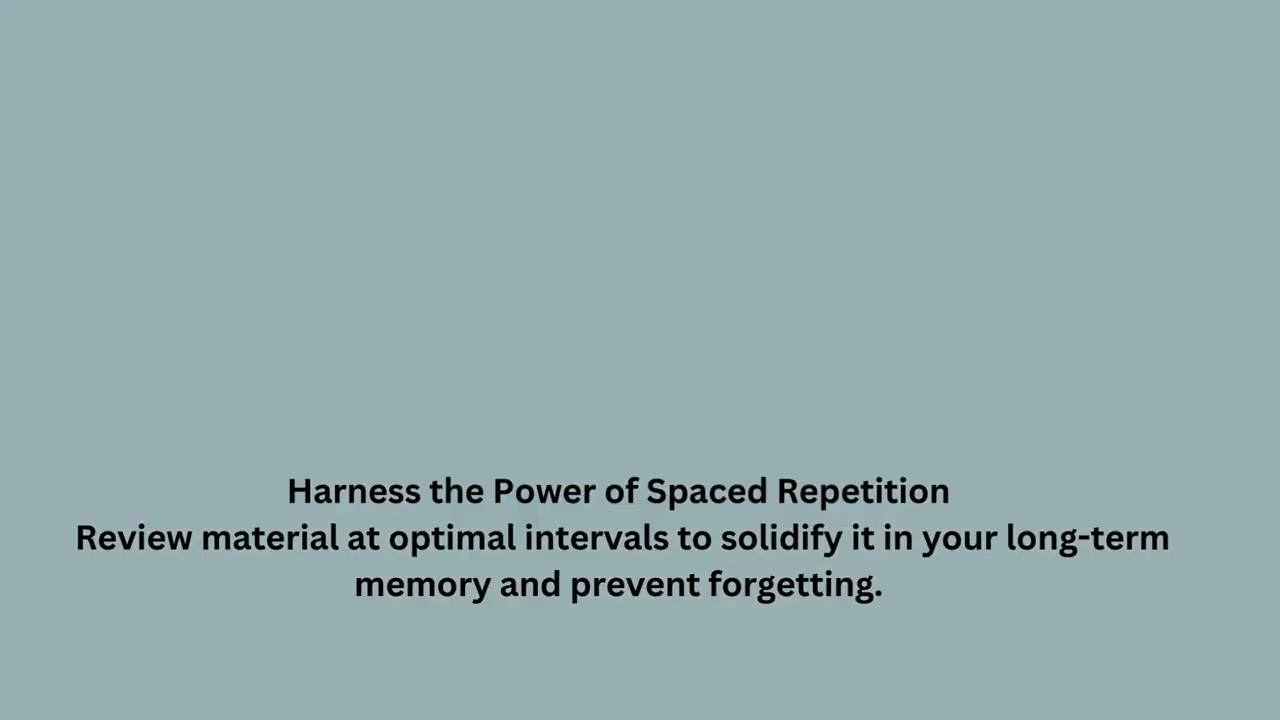 Harness the Power of Spaced Repetition
Review material at optimal intervals to solidify it in your long-term
memory and prevent forgetting.